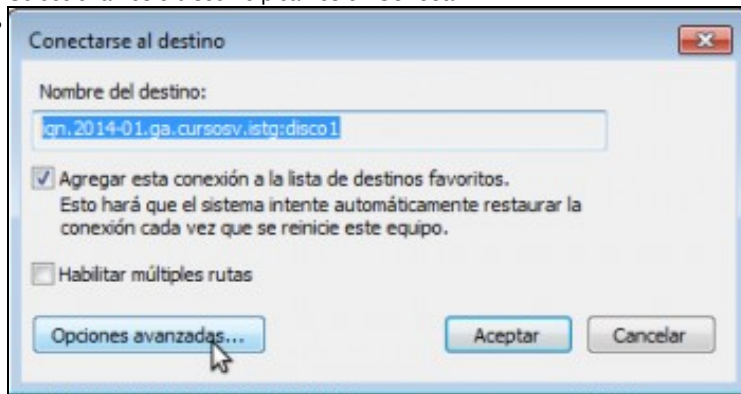 Conectarse al destino
Nombre del destino:
iqn.2014-01.ga.cursosv.istg:disco1
Agregar esta conexión a la lista de destinos favoritos.
Esto hará que el sistema intente automáticamente restaurar la
conexión cada vez que se reinicie este equipo.
Habilitar múltiples rutas
Opciones avanzadas...
Aceptar
Cancelar